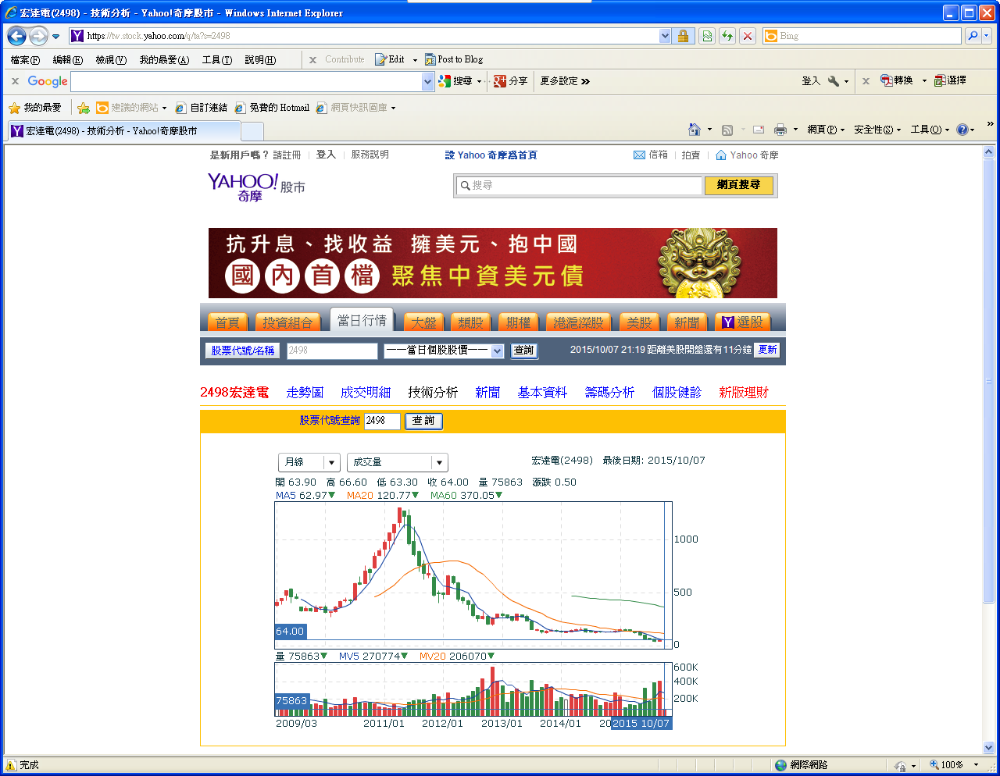 宏達電(2498) - 技術分析 - Yahoo!奇摩股市 - Windows Internet Explorer
https://tw.stock.yahoo.com/q/ta?s=2498
Bing
檔案(F) 編輯(E) 檢視(V) 我的最愛(A) 工具(T) 說明(H) x Contribute Edit Post to Blog
x Google 搜尋 分享 更多設定 » 登入 x 轉換 選擇
我的最愛 建議的網站 自訂連結 免費的 Hotmail 網頁快訊圖庫
宏達電(2498) - 技術分析 - Yahoo!奇摩股市 網頁(P) 安全性(S) 工具(O) »
是新用戶嗎？ 請註冊 登入 服務說明 設 Yahoo 奇摩為首頁 信箱 拍賣 Yahoo 奇摩
YAHOO! 奇摩 股市 搜尋 網頁搜尋
抗升息、找收益 擁美元、抱中國
國內首檔 聚焦中資美元債
首頁 投資組合 當日行情 大盤 類股 期權 港滬深股 美股 新聞 Y 選股
股票代號/名稱 2498 一一當日個股股價一一 查詢 2015/10/07 21:19 距離美股開盤還有11分鐘 更新
2498宏達電 走勢圖 成交明細 技術分析 新聞 基本資料 籌碼分析 個股健診 新版理財
股票代號查詢 2498 查 詢
月線 成交量 宏達電(2498) 最後日期: 2015/10/07
開 63.90 高 66.60 低 63.30 收 64.00 量 75863 漲跌 0.50
MA5 62.97▼ MA20 120.77▼ MA60 370.05▼
1000
500
64.00
0
量 75863▼ MV5 270774▼ MV20 206070▼
600K
400K
75863 200K
2009/03 2011/01 2012/01 2013/01 2014/01 20 2015 10/07
完成 網際網路 100%